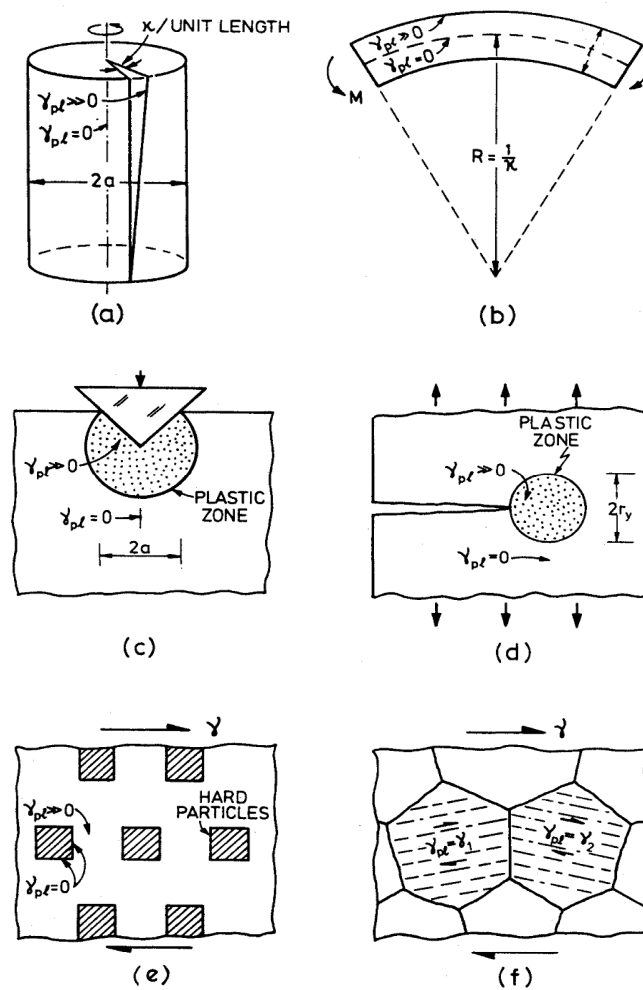 ϰ/UNIT LENGTH
γpl≫0
γpl=0
2a
(a)
γpl≫0
γpl=0
t
M
R = 1/ϰ
(b)
γpl≫0
PLASTIC
ZONE
γpl=0
2a
(c)
PLASTIC
ZONE
γpl≫0
2ry
γpl=0
(d)
γ
HARD
PARTICLES
γpl≫0
γpl=0
(e)
γ
γpl=γ1
γpl=γ2
(f)